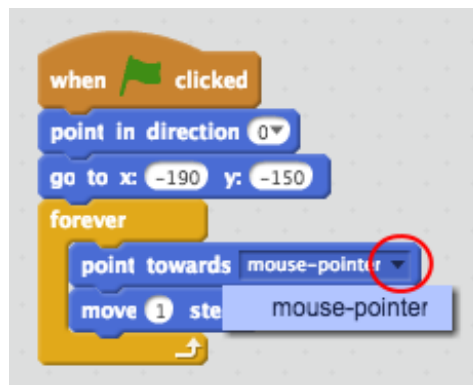 when clicked
point in direction 0
go to x: -190 y: -150
forever
point towards mouse-pointer
move 1 ste
mouse-pointer